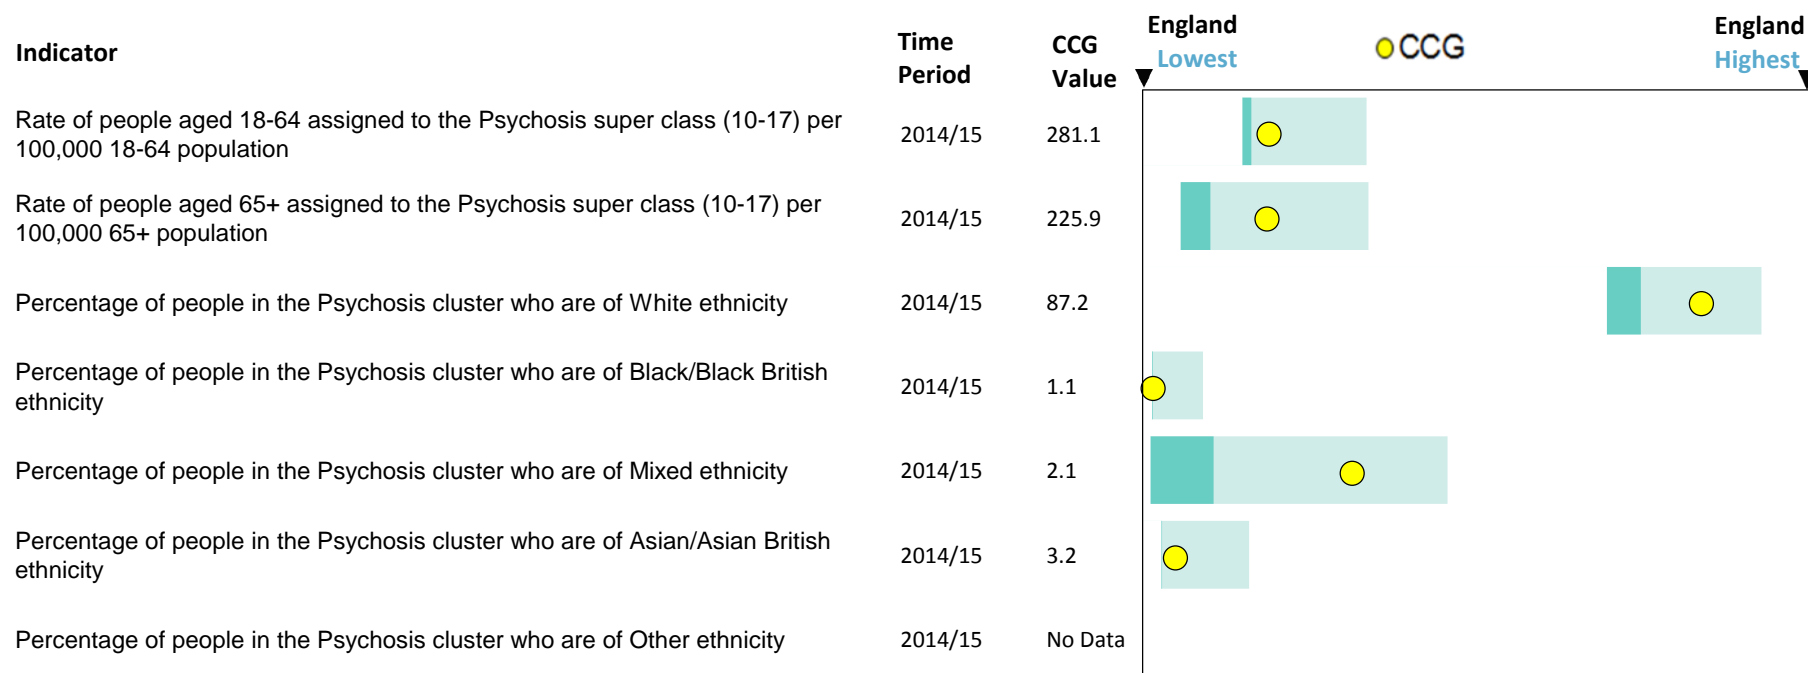 Indicator
Time
Period
CCG
Value
England
Lowest
CCG
England
Highest
Rate of people aged 18-64 assigned to the Psychosis super class (10-17) per
100,000 18-64 population
2014/15
281.1
Rate of people aged 65+ assigned to the Psychosis super class (10-17) per
100,000 65+ population
2014/15
225.9
Percentage of people in the Psychosis cluster who are of White ethnicity
2014/15
87.2
Percentage of people in the Psychosis cluster who are of Black/Black British
ethnicity
2014/15
1.1
Percentage of people in the Psychosis cluster who are of Mixed ethnicity
2014/15
2.1
Percentage of people in the Psychosis cluster who are of Asian/Asian British
ethnicity
2014/15
3.2
Percentage of people in the Psychosis cluster who are of Other ethnicity
2014/15
No Data